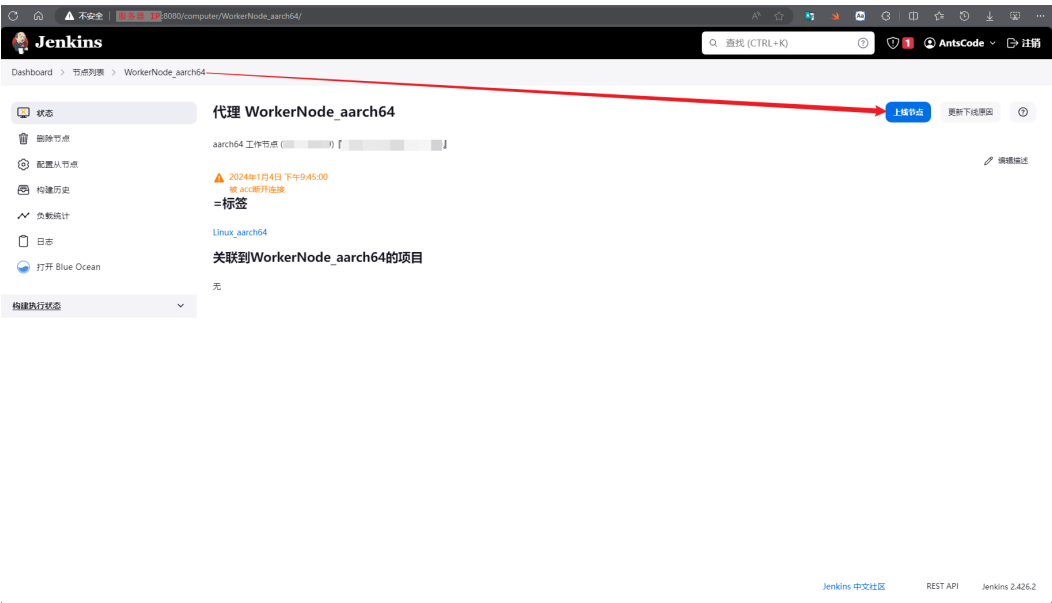 不安全 服务器 IP:8080/computer/WorkerNode_aarch64/
Jenkins
查找 (CTRL+K)
1
AntsCode
注销
Dashboard > 节点列表 > WorkerNode_aarch64
状态
删除节点
配置从节点
构建历史
负载统计
日志
打开 Blue Ocean
构建执行状态
代理 WorkerNode_aarch64
上线节点
更新下线原因
aarch64 工作节点 (
编辑描述
2024年1月4日 下午9:45:00
被 acc断开连接
=标签
Linux_aarch64
关联到WorkerNode_aarch64的项目
无
Jenkins 中文社区
REST API
Jenkins 2.426.2